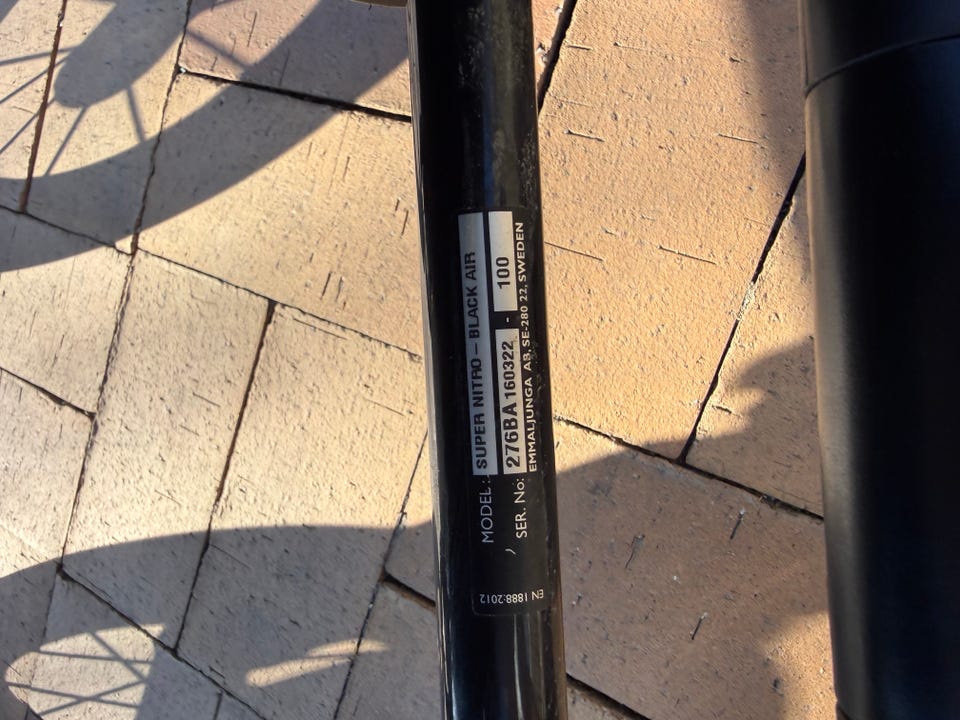 MODEL: SUPER NITRO - BLACK AIR
SER. No: 276BA160322 - 100
EMMALJUNGA AB, SE-280 22, SWEDEN
EN 1888:2012